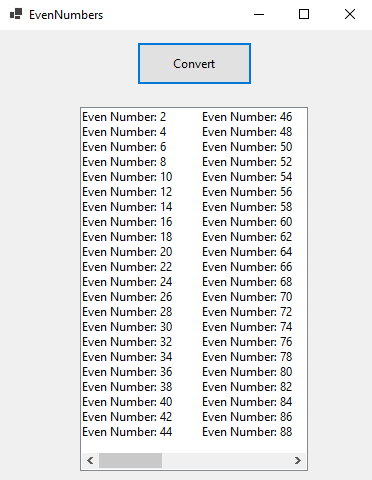 EvenNumbers
Convert
Even Number: 2
Even Number: 4
Even Number: 6
Even Number: 8
Even Number: 10
Even Number: 12
Even Number: 14
Even Number: 16
Even Number: 18
Even Number: 20
Even Number: 22
Even Number: 24
Even Number: 26
Even Number: 28
Even Number: 30
Even Number: 32
Even Number: 34
Even Number: 36
Even Number: 38
Even Number: 40
Even Number: 42
Even Number: 44
Even Number: 46
Even Number: 48
Even Number: 50
Even Number: 52
Even Number: 54
Even Number: 56
Even Number: 58
Even Number: 60
Even Number: 62
Even Number: 64
Even Number: 66
Even Number: 68
Even Number: 70
Even Number: 72
Even Number: 74
Even Number: 76
Even Number: 78
Even Number: 80
Even Number: 82
Even Number: 84
Even Number: 86
Even Number: 88